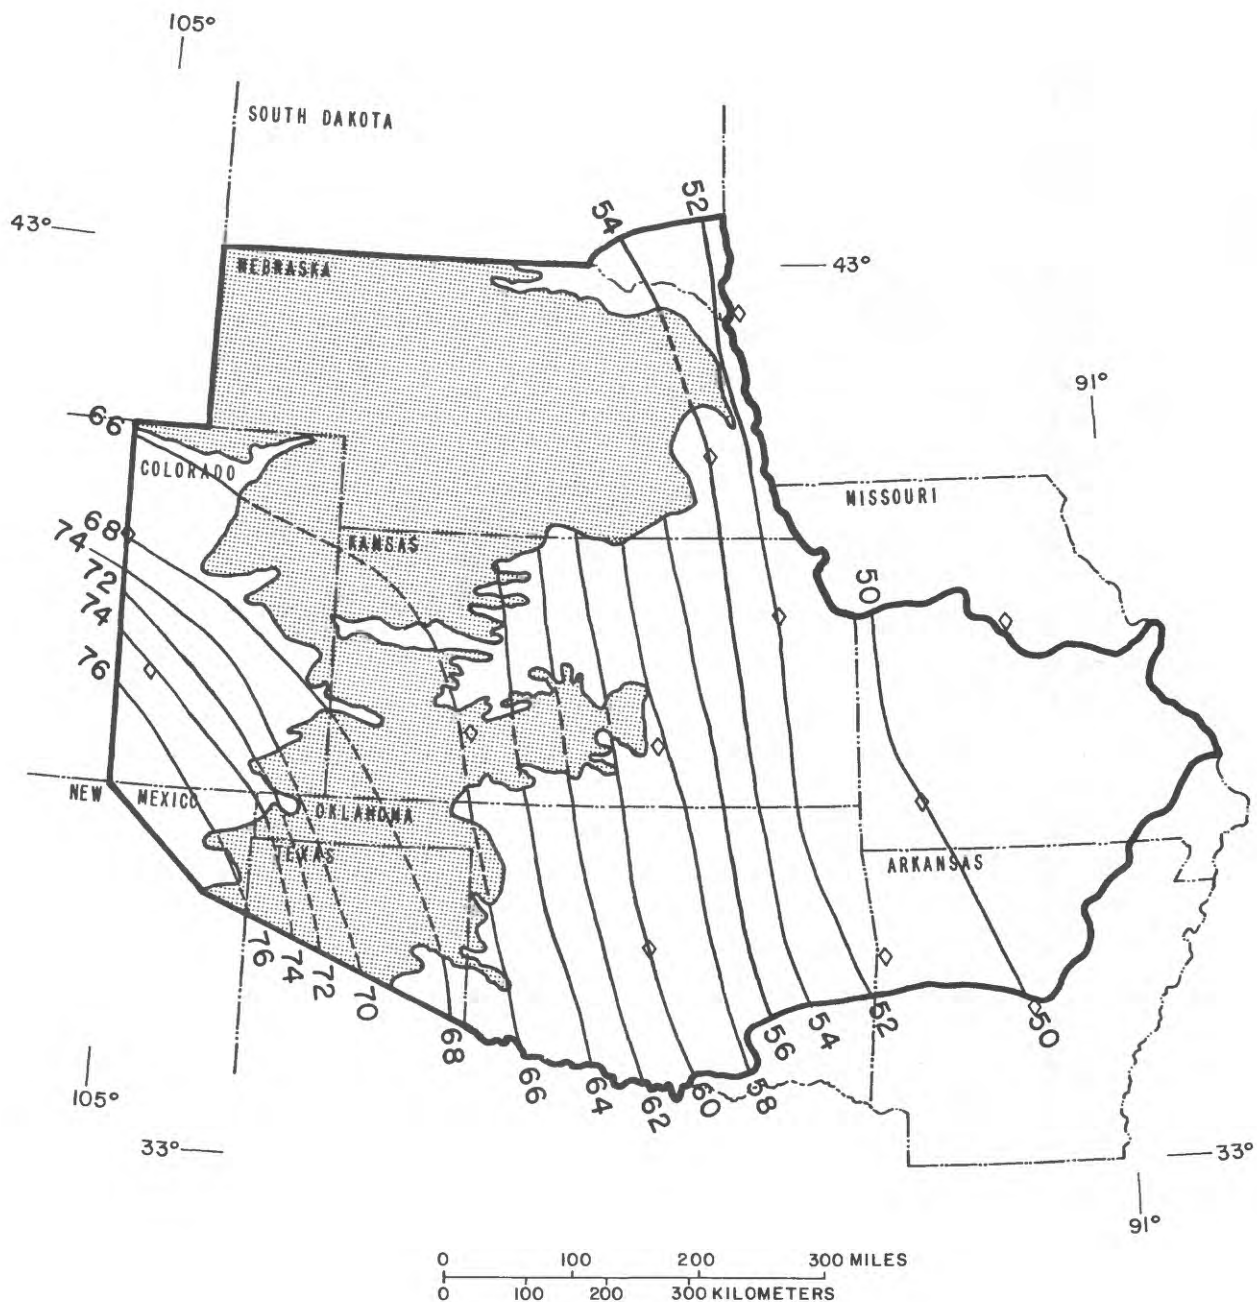 105°
SOUTH DAKOTA
43°
54
52
NEBRASKA
43°
91°
66
COLORADO
MISSOURI
68
74
KANSAS
72
50
74
76
NEW MEXICO
OKLAHOMA
TEXAS
ARKANSAS
76
74
72
70
68
66
64
62
60
58
56
54
52
50
105°
33°
33°
91°
0 100 200 300 MILES
0 100 200 300 KILOMETERS